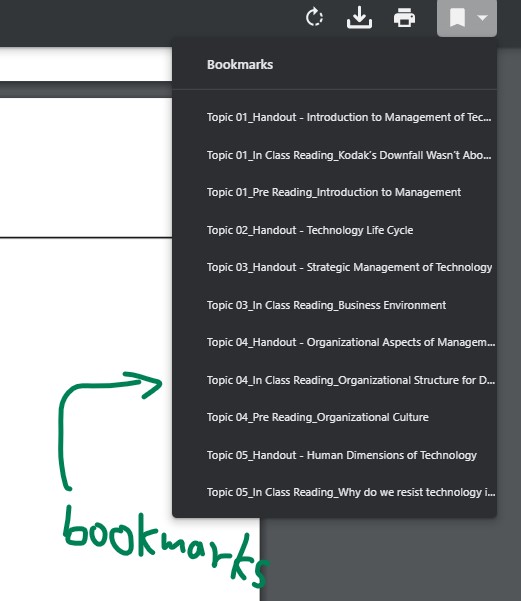 Bookmarks
Topic 01_Handout - Introduction to Management of Tec...
Topic 01_In Class Reading_Kodak's Downfall Wasn't Abo...
Topic 01_Pre Reading_Introduction to Management
Topic 02_Handout - Technology Life Cycle
Topic 03_Handout - Strategic Management of Technology
Topic 03_In Class Reading_Business Environment
Topic 04_Handout - Organizational Aspects of Managem...
Topic 04_In Class Reading_Organizational Structure for D...
Topic 04_Pre Reading_Organizational Culture
Topic 05_Handout - Human Dimensions of Technology
Topic 05_In Class Reading_Why do we resist technology i...
bookmarks